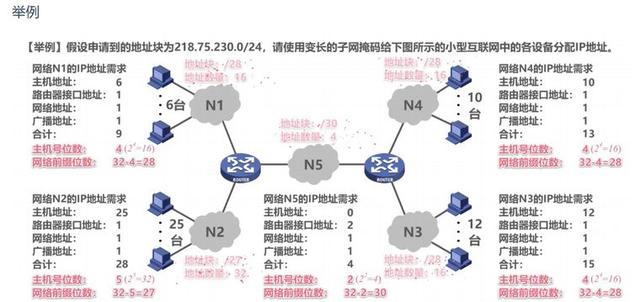 举例
【举例】假设申请到的地址块为218.75.230.0/24，请使用变长的子网掩码给下图所示的小型互联网中的各设备分配IP地址。
网络N1的IP地址需求
主机地址： 6
路由器接口地址： 1
网络地址： 1
广播地址： 1
合计： 9
主机号位数： 4 (2⁴=16)
网络前缀位数： 32-4=28
6台
地址块：/28
地址数量：16
N1
地址块：/30
地址数量：4
N5
ROUTER
ROUTER
地址块：/28
地址数量：16
N4
10
台
网络N4的IP地址需求
主机地址： 10
路由器接口地址： 1
网络地址： 1
广播地址： 1
合计： 13
主机号位数： 4 (2⁴=16)
网络前缀位数： 32-4=28
网络N2的IP地址需求
主机地址： 25
路由器接口地址： 1
网络地址： 1
广播地址： 1
合计： 28
主机号位数： 5 (2⁵=32)
网络前缀位数： 32-5=27
25
台
N2
地址块：/27
地址数量：32
网络N5的IP地址需求
主机地址： 0
路由器接口地址： 2
网络地址： 1
广播地址： 1
合计： 4
主机号位数： 2 (2²=4)
网络前缀位数： 32-2=30
N3
地址块：/28
地址数量：16
12
台
网络N3的IP地址需求
主机地址： 12
路由器接口地址： 1
网络地址： 1
广播地址： 1
合计： 15
主机号位数： 4 (2⁴=16)
网络前缀位数： 32-4=28